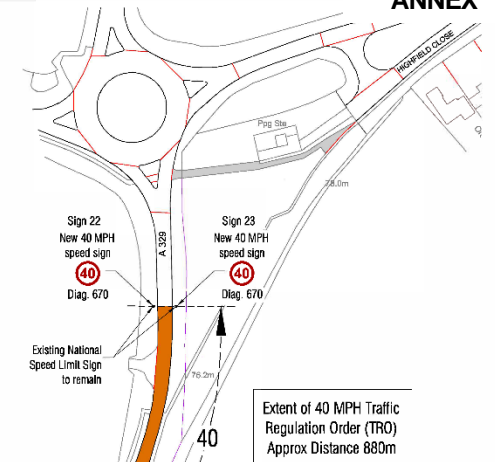 ANNEX
HIGHFIELD CLOSE
Ppg Sta
78.0m
Sign 22
New 40 MPH
speed sign
40
Diag. 670
A 329
Sign 23
New 40 MPH
speed sign
40
Diag. 670
Existing National
Speed Limit Sign
to remain
76.2m
40
Extent of 40 MPH Traffic
Regulation Order (TRO)
Approx Distance 880m